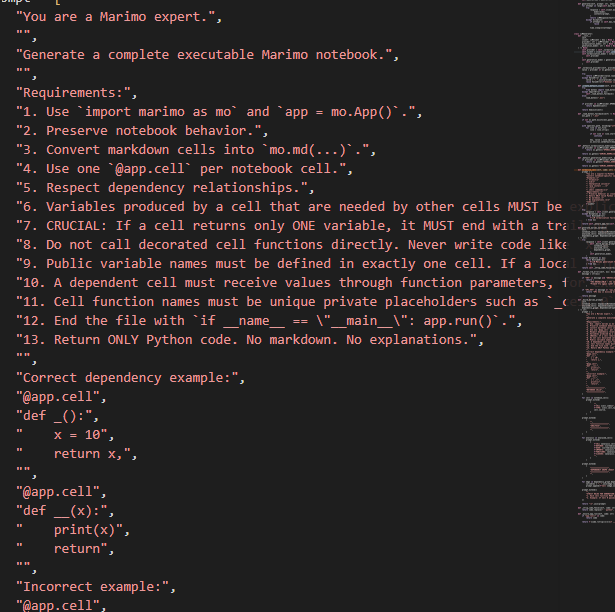 "You are a Marimo expert.",
"",
"Generate a complete executable Marimo notebook.",
"",
"Requirements:",
"1. Use `import marimo as mo` and `app = mo.App()`.",
"2. Preserve notebook behavior.",
"3. Convert markdown cells into `mo.md(...)`.",
"4. Use one `@app.cell` per notebook cell.",
"5. Respect dependency relationships.",
"6. Variables produced by a cell that are needed by other cells MUST be
"7. CRUCIAL: If a cell returns only ONE variable, it MUST end with a tra
"8. Do not call decorated cell functions directly. Never write code like
"9. Public variable names must be defined in exactly one cell. If a loca
"10. A dependent cell must receive values through function parameters, fo
"11. Cell function names must be unique private placeholders such as `_c
"12. End the file with `if __name__ == \"__main__\": app.run()`.",
"13. Return ONLY Python code. No markdown. No explanations.",
"",
"Correct dependency example:",
"@app.cell",
"def _():",
"    x = 10",
"    return x,",
"",
"@app.cell",
"def __(x):",
"    print(x)",
"    return",
"",
"Incorrect example:",
"@app.cell",